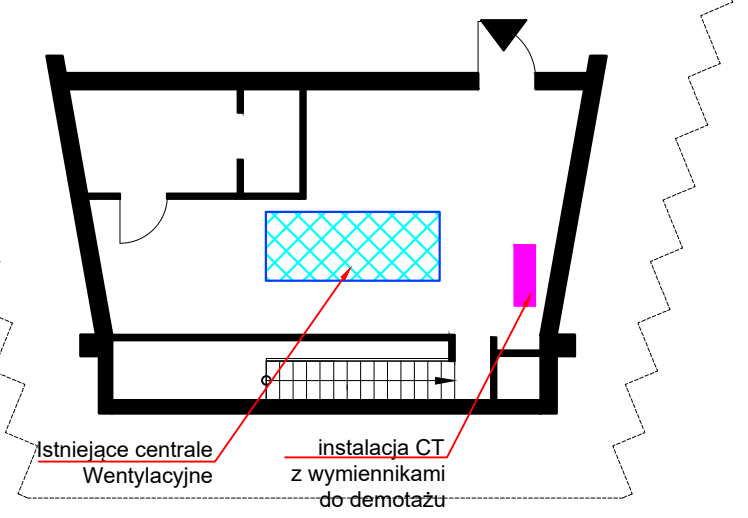 Istniejące centrale
Wentylacyjne
instalacja CT
z wymiennikami
do demotażu